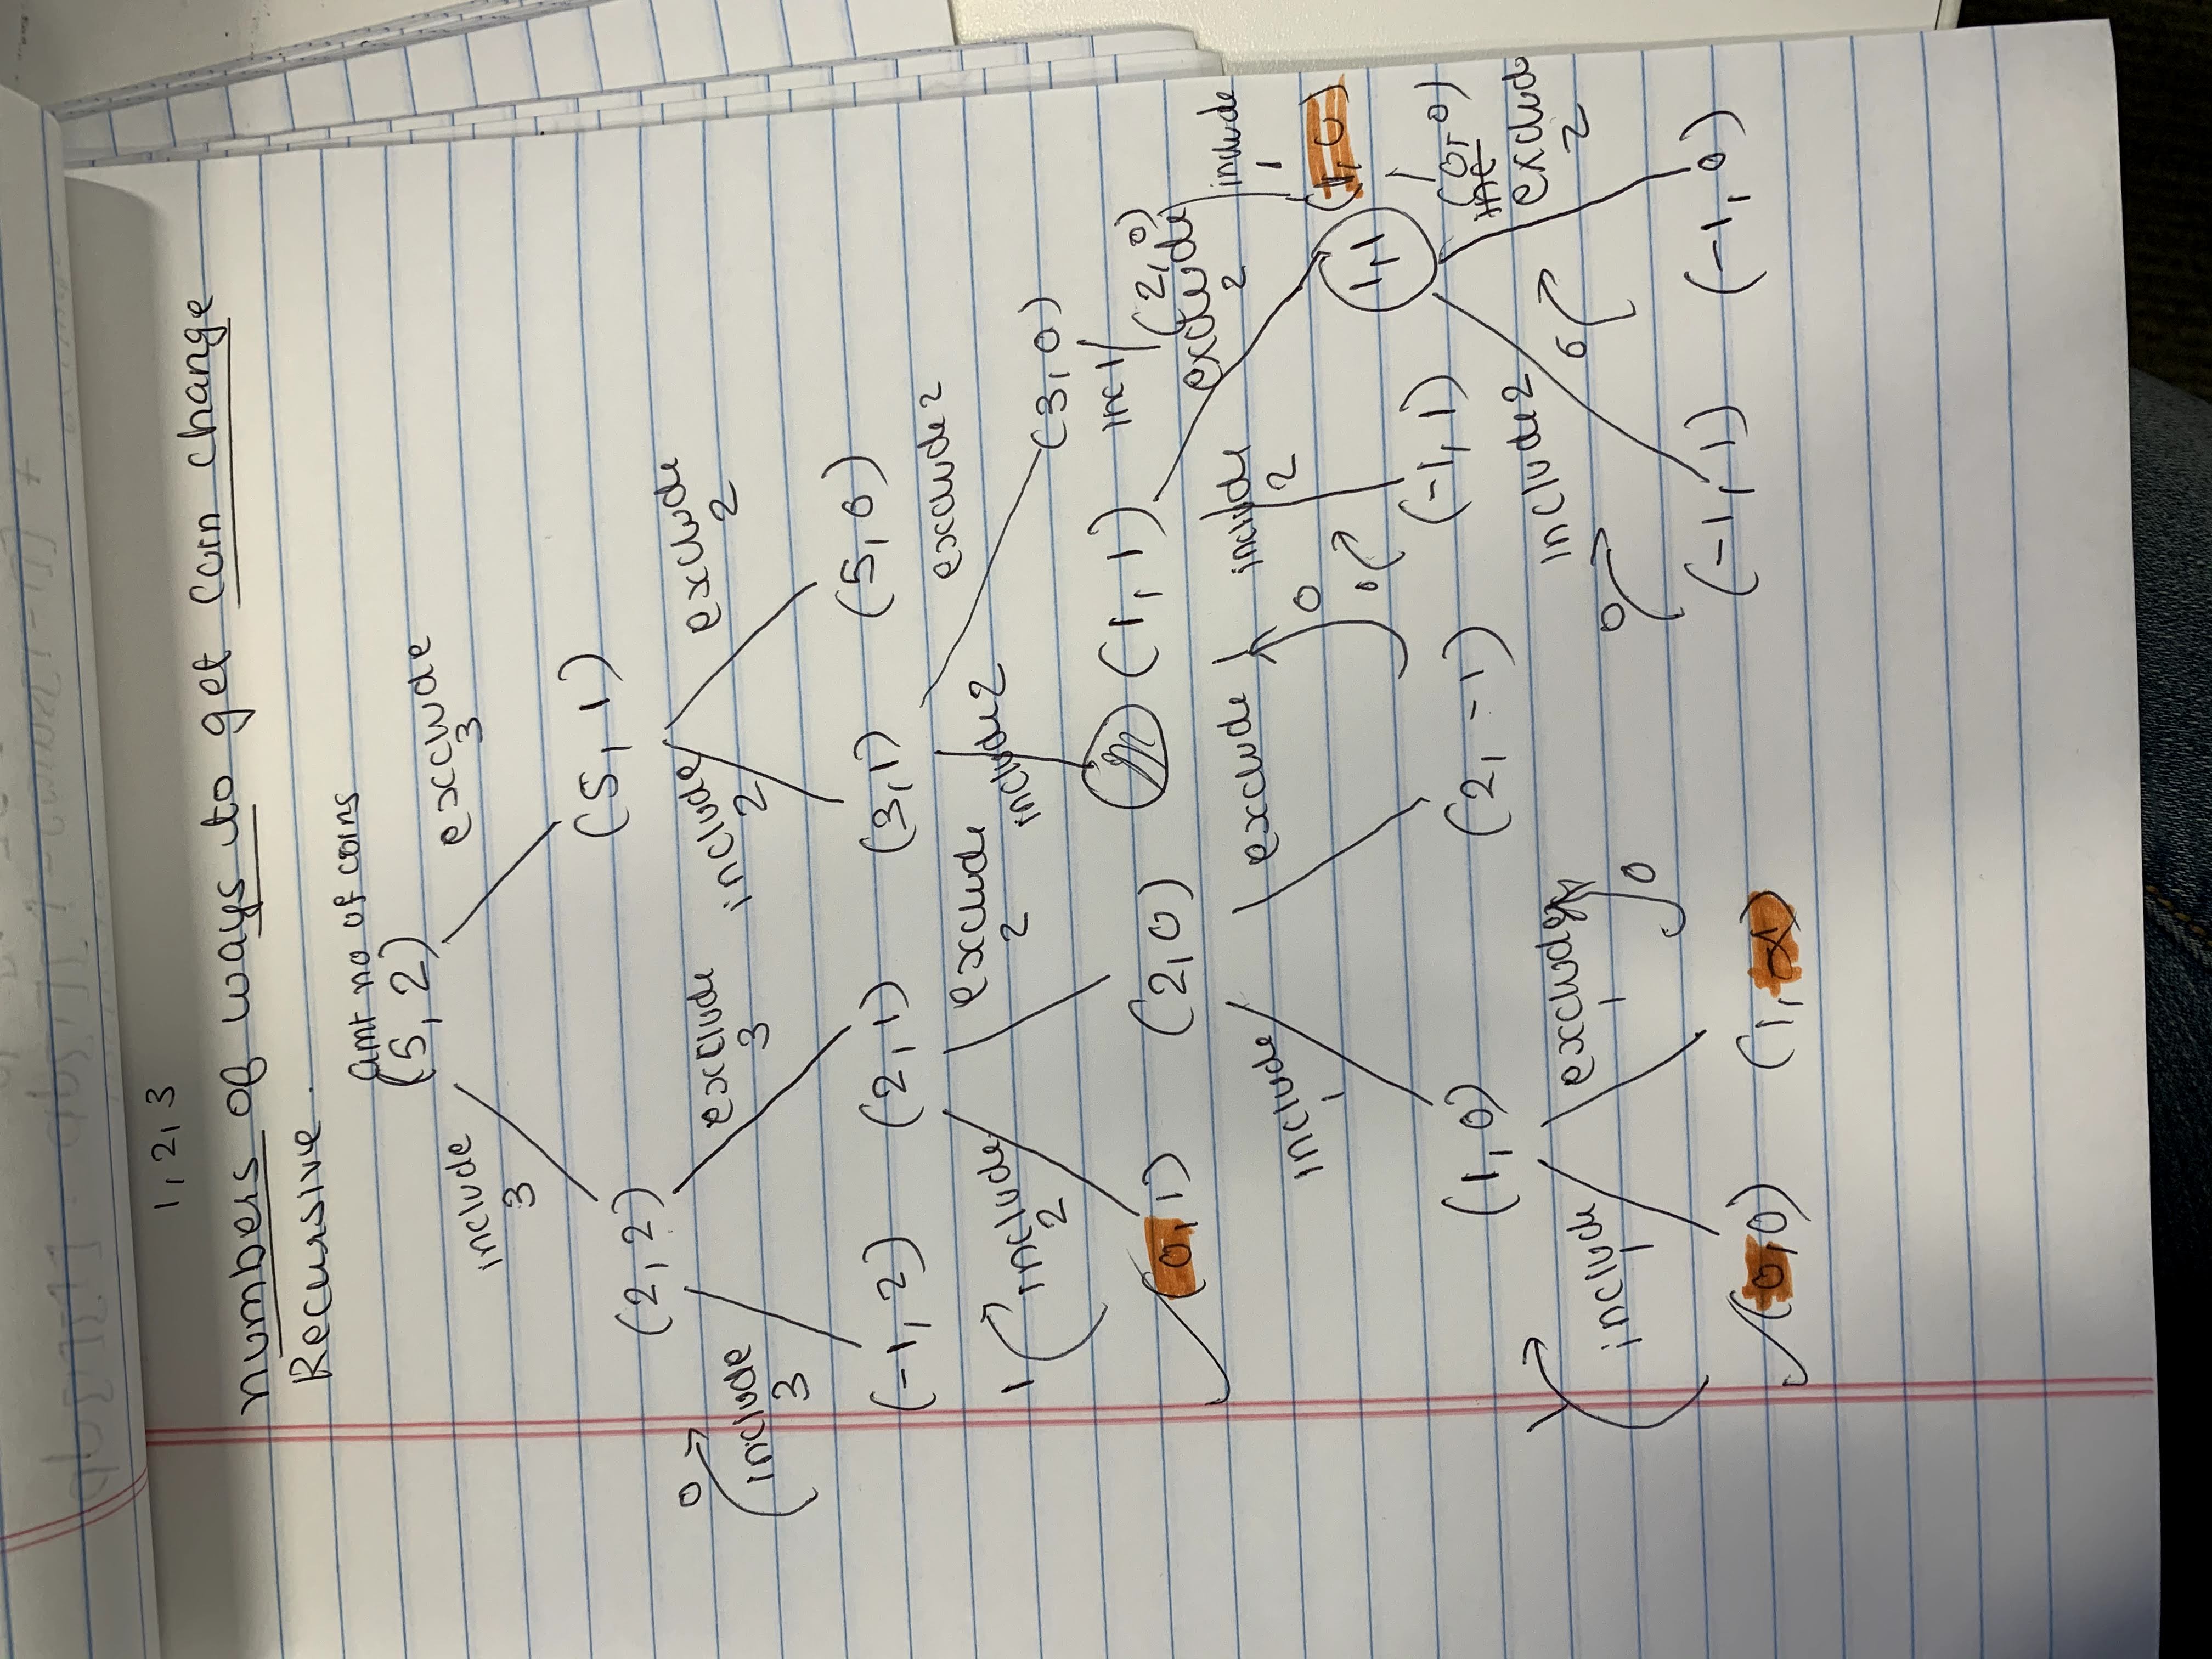 1, 2, 3
numbers of ways to get coin change
Recursive.
amt no of coins
(5, 2)
include 3
excclude 3
(2, 2)
(5, 1)
0
include 3
exclude 3
include 2
exclude 2
(-1, 2)
(2, 1)
(3, 1)
(5, 0)
1
include 2
exclude 2
include 2
exclude 2
(3, 0)
(0, 1)
(2, 0)
(1, 1)
inc 1
(2, 0)
include 1
exclude
0
include 2
exclude 2
include 1
(1, 0)
1, 1
(1, 0)
(2, -1)
(-1, 1)
(0, 0)
include 1
exclude 1
0
include 2
0
exclude 2
(0, 0)
(1, -1)
(-1, 1)
(-1, 0)